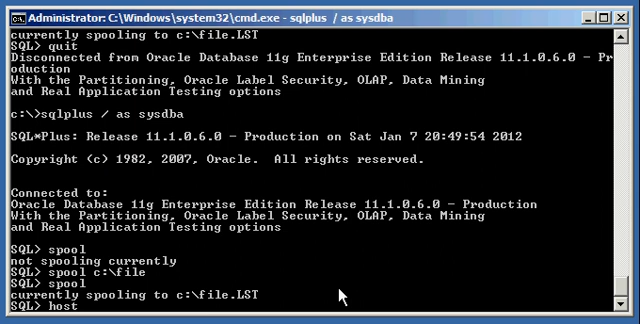 Administrator: C:\Windows\system32\cmd.exe - sqlplus / as sysdba
currently spooling to c:\file.LST
SQL> quit
Disconnected from Oracle Database 11g Enterprise Edition Release 11.1.0.6.0 - Pr
oduction
With the Partitioning, Oracle Label Security, OLAP, Data Mining
and Real Application Testing options
c:\>sqlplus / as sysdba
SQL*Plus: Release 11.1.0.6.0 - Production on Sat Jan 7 20:49:54 2012
Copyright (c) 1982, 2007, Oracle.  All rights reserved.
Connected to:
Oracle Database 11g Enterprise Edition Release 11.1.0.6.0 - Production
With the Partitioning, Oracle Label Security, OLAP, Data Mining
and Real Application Testing options
SQL> spool
not spooling currently
SQL> spool c:\file
SQL> spool
currently spooling to c:\file.LST
SQL> host